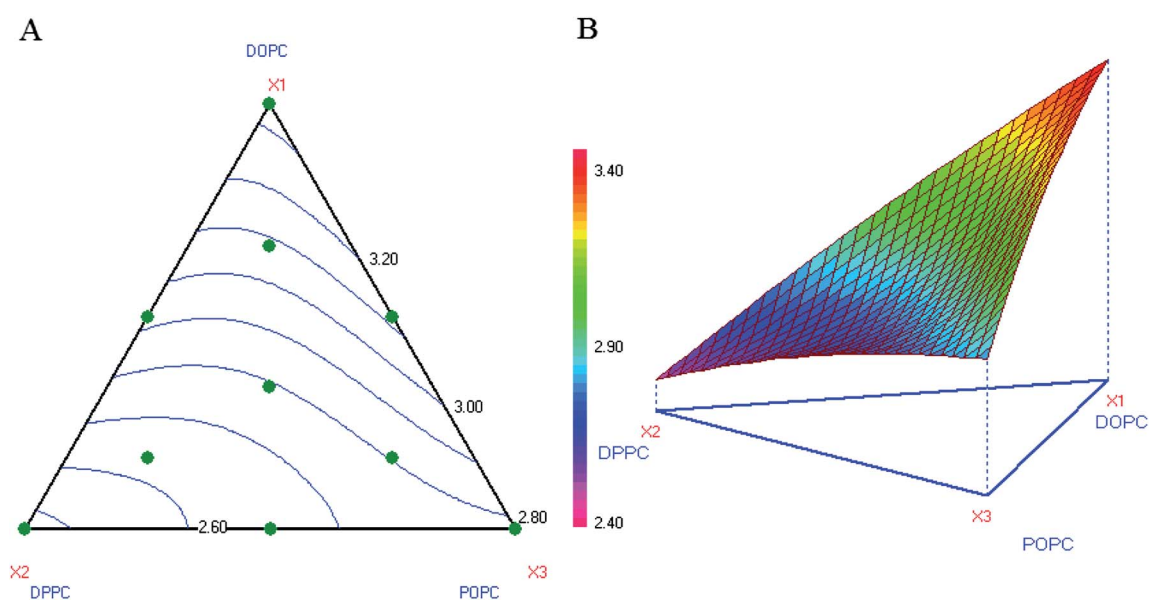 A
DOPC
X1
3.20
3.00
2.80
2.60
X2
X3
DPPC
POPC
B
3.40
2.90
2.40
X1
DOPC
X2
DPPC
X3
POPC